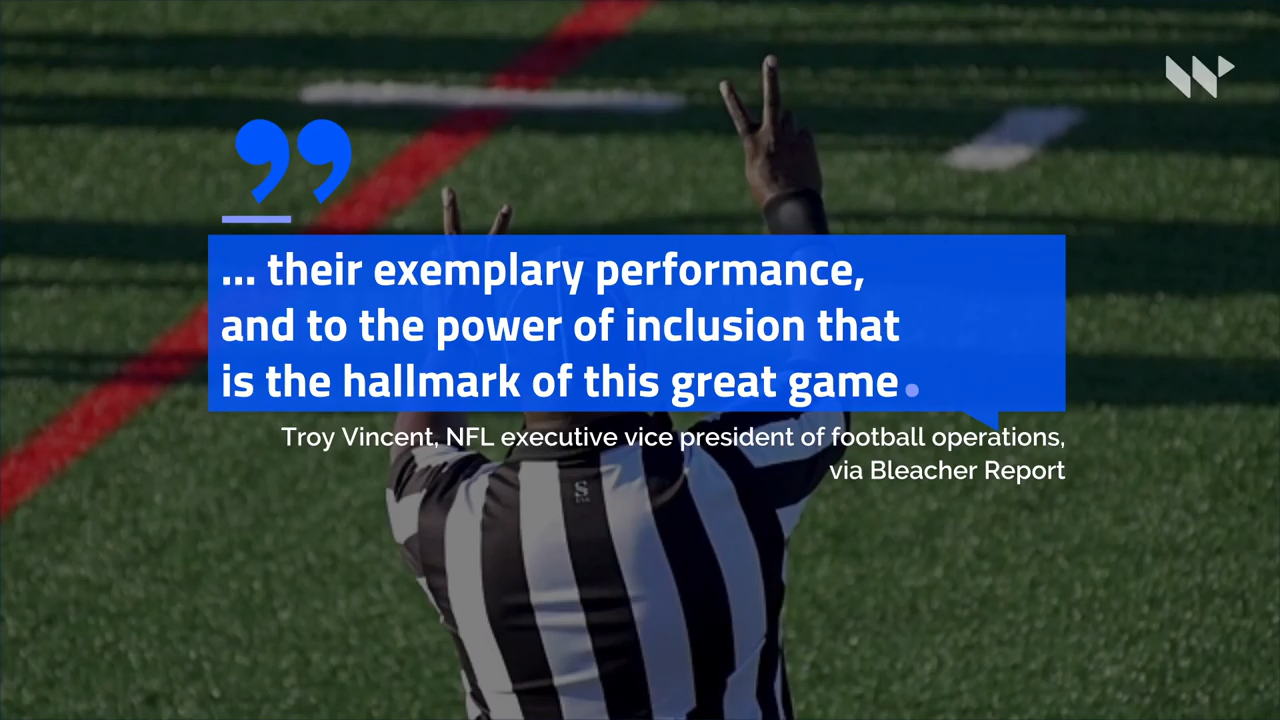 ... their exemplary performance,
and to the power of inclusion that
is the hallmark of this great game.
Troy Vincent, NFL executive vice president of football operations,
via Bleacher Report
S